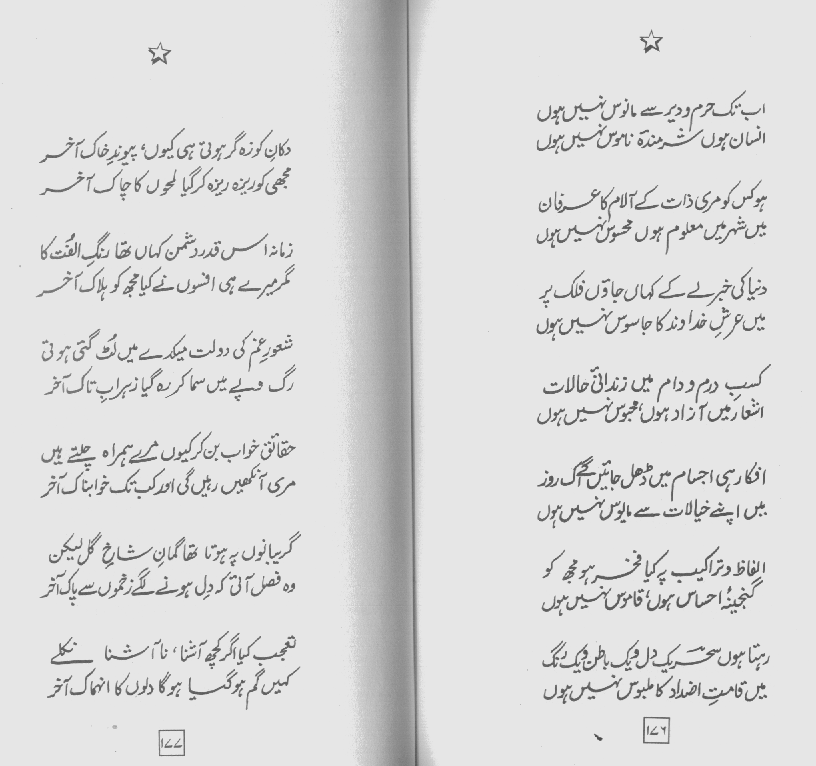 اب تک حرم و دیر سے مانوس نہیں ہوں
انسان ہوں شرمندۂ ناموس نہیں ہوں
ہو کس کو مری ذات کے آلام کا عرفان
میں شہر میں معلوم ہوں محسوس نہیں ہوں
دنیا کی خبر لے کے کہاں جاؤں فلک پر
میں عرشِ خداوند کا جاسوس نہیں ہوں
کسبِ درم و دام میں زندانیٔ حالات
اشعار میں آزاد ہوں، محبوس نہیں ہوں
افکار ہی اجسام میں ڈھل جائیں گے اک روز
میں اپنے خیالات سے مایوس نہیں ہوں
الفاظ و تراکیب پہ کیا فخر ہو مجھ کو
گنجینۂ احساس ہوں، قاموس نہیں ہوں
رہتا ہوں سحرؔ یک دل و یک باطن و یک رنگ
میں قامتِ اضداد کا ملبوس نہیں ہوں
۱۷۶
دکانِ کوزہ گر ہوتی ہی کیوں، پیوندِ خاک آخر
مجھی کو ریزہ ریزہ کر گیا لمحوں کا چاک آخر
زمانہ اس قدر دشمن کہاں تھا رنگِ الفت کا
مگر میرے ہی افسوں نے کیا مجھ کو ہلاک آخر
شعورِ غم کی دولت میکدے میں لُٹ گئی ہوتی
رگ و پے میں سما کر رہ گیا زہرابِ تاک آخر
حقائق خواب بن کر کیوں مرے ہمراہ چلتے ہیں
مری آنکھیں رہیں گی اور کب تک خوابناک آخر
گریبانوں پہ ہوتا تھا گمانِ شاخِ گل لیکن
وہ فصل آئی کہ دِل ہونے لگے زخموں سے پاک آخر
تعجب کیا اگر کچھ آشنا، نا آشنا نکلے
کہیں گم ہو گیا ہوگا دلوں کا انہماک آخر
۱۷۷